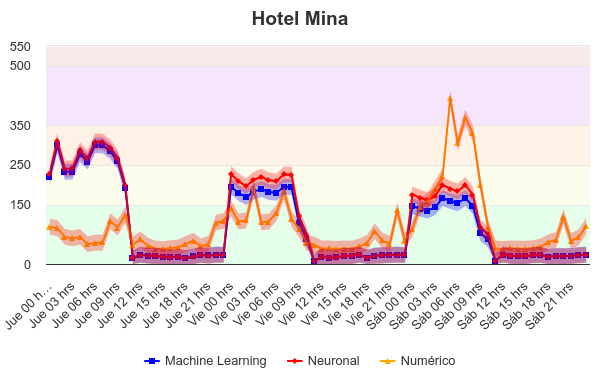 Hotel Mina
550
500
350
250
150
0
Jue 00 h...
Jue 03 hrs
Jue 06 hrs
Jue 09 hrs
Jue 12 hrs
Jue 15 hrs
Jue 18 hrs
Jue 21 hrs
Vie 00 hrs
Vie 03 hrs
Vie 06 hrs
Vie 09 hrs
Vie 12 hrs
Vie 15 hrs
Vie 18 hrs
Vie 21 hrs
Sáb 00 hrs
Sáb 03 hrs
Sáb 06 hrs
Sáb 09 hrs
Sáb 12 hrs
Sáb 15 hrs
Sáb 18 hrs
Sáb 21 hrs
Machine Learning Neuronal Numérico